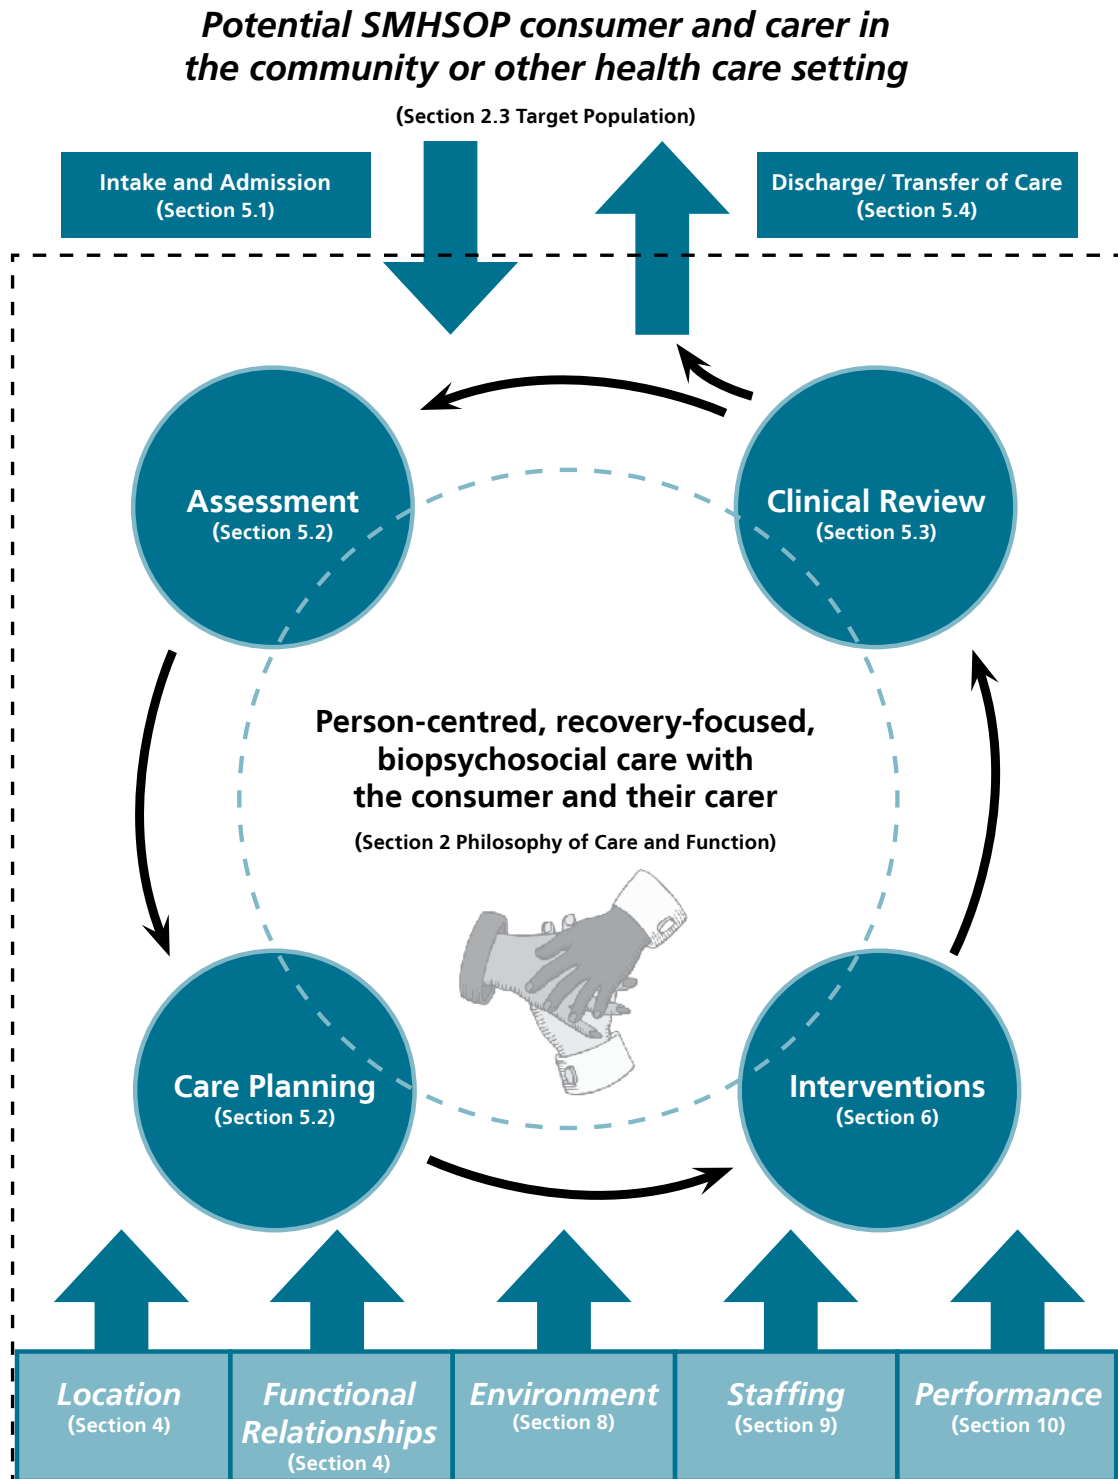 Potential SMHSOP consumer and carer in
the community or other health care setting
(Section 2.3 Target Population)
Intake and Admission
(Section 5.1)
Discharge/ Transfer of Care
(Section 5.4)
Assessment
(Section 5.2)
Clinical Review
(Section 5.3)
Person-centred, recovery-focused,
biopsychosocial care with
the consumer and their carer
(Section 2 Philosophy of Care and Function)
Care Planning
(Section 5.2)
Interventions
(Section 6)
Location
(Section 4)
Functional
Relationships
(Section 4)
Environment
(Section 8)
Staffing
(Section 9)
Performance
(Section 10)